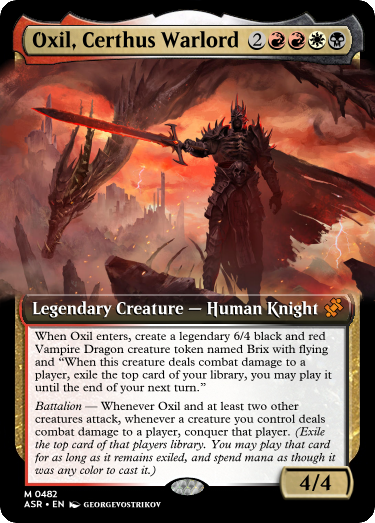 Oxil, Certhus Warlord 2
Legendary Creature — Human Knight
When Oxil enters, create a legendary 6/4 black and red
Vampire Dragon creature token named Brix with flying
and “When this creature deals combat damage to a
player, exile the top card of your library, you may play it
until the end of your next turn.”
Battalion — Whenever Oxil and at least two other
creatures attack, whenever a creature you control deals
combat damage to a player, conquer that player. (Exile
the top card of that players library. You may play that card
for as long as it remains exiled, and spend mana as though it
was any color to cast it.)
4/4
M 0482
ASR • EN GEORGEVOSTRIKOV